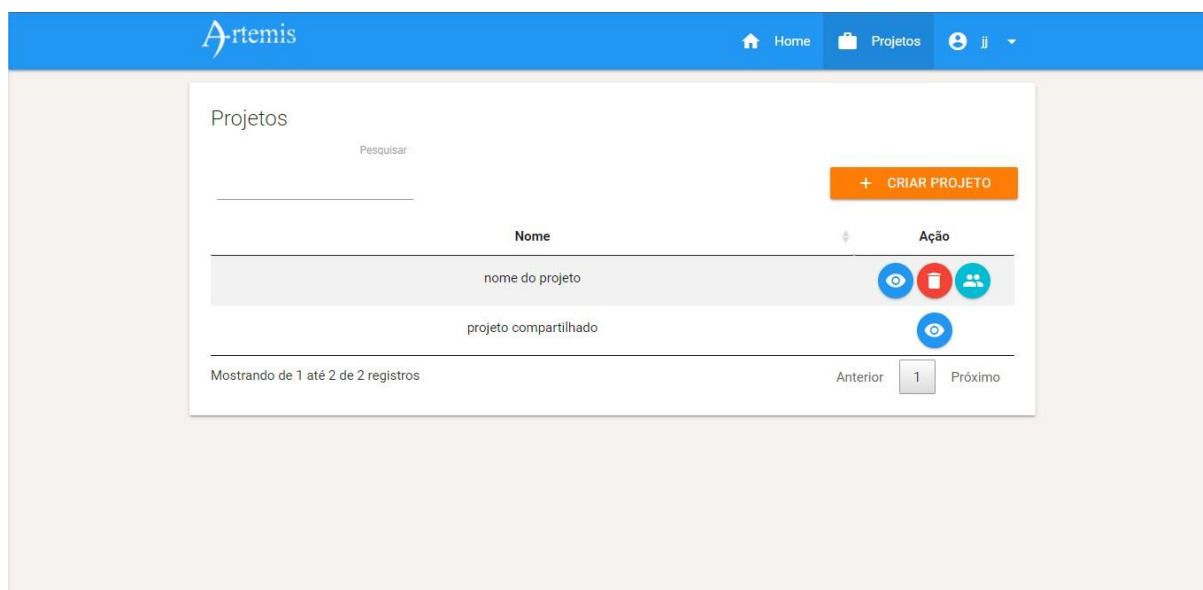 Artemis
Home Projetos jj
Projetos
Pesquisar
+ CRIAR PROJETO
Nome Ação
nome do projeto
projeto compartilhado
Mostrando de 1 até 2 de 2 registros Anterior 1 Próximo